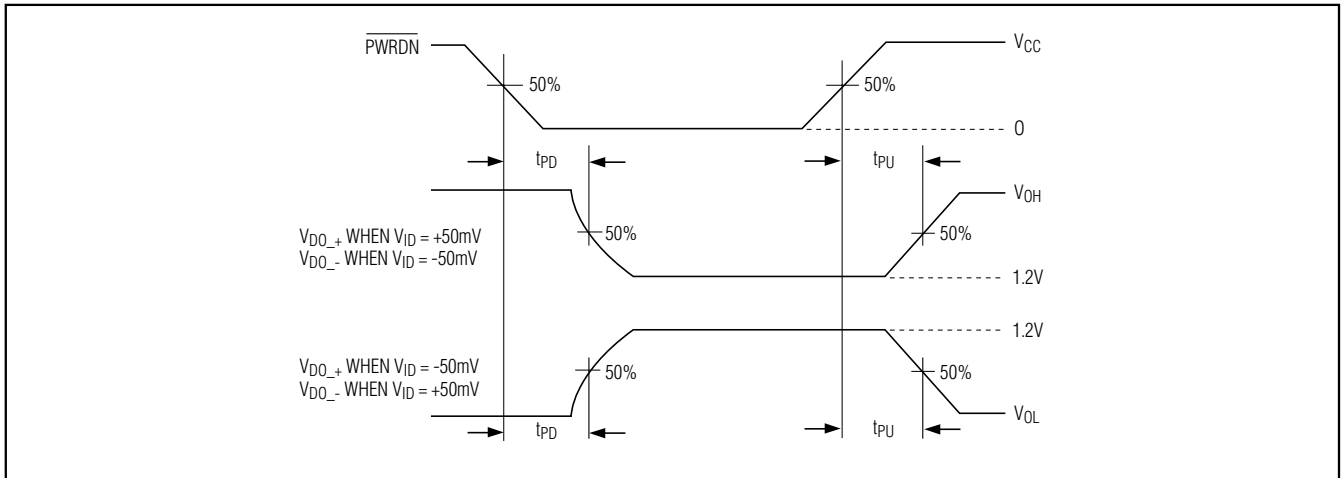 PWRDN
VCC
50%
50%
0
tPD
tPU
VOH
VDO_+ WHEN VID = +50mV
VDO_- WHEN VID = -50mV
50%
50%
1.2V
1.2V
VDO_+ WHEN VID = -50mV
VDO_- WHEN VID = +50mV
50%
50%
VOL
tPD
tPU